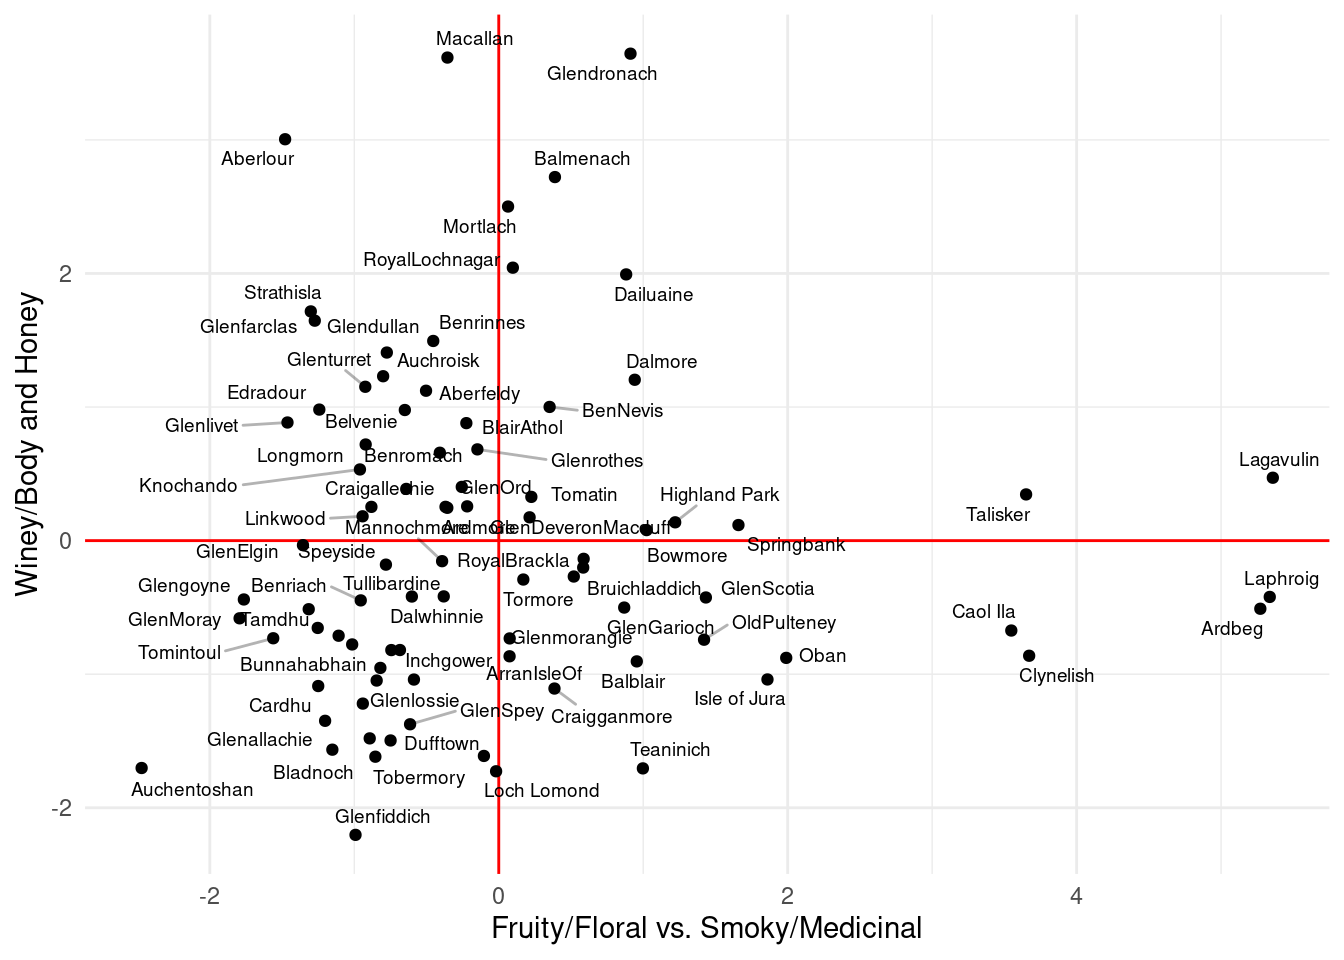 Macallan
Glendronach
Aberlour
Balmenach
Mortlach
RoyalLochnagar
Strathisla
Dailuaine
Glenfarclas
Glendullan
Benrinnes
Glenturret
Auchroisk
Dalmore
Edradour
Aberfeldy
BenNevis
Glenlivet
Belvenie
BlairAthol
Longmorn
Benromach
Glenrothes
Lagavulin
Knochando
Craigallechie
GlenOrd
Tomatin
Highland Park
Talisker
Linkwood
Mannochmore
Ardmore
GlenDeveronMacduff
Springbank
GlenElgin
Speyside
RoyalBrackla
Bowmore
Glengoyne
Benriach
Tullibardine
Tormore
Bruichladdich
GlenScotia
Laphroig
GlenMoray
Tamdhu
Dalwhinnie
Glenmorangie
GlenGarioch
OldPulteney
Caol Ila
Ardbeg
Tomintoul
Bunnahabhain
Inchgower
ArranIsleOf
Balblair
Oban
Clynelish
Cardhu
Glenlossie
GlenSpey
Craigganmore
Isle of Jura
Glenallachie
Dufftown
Teaninich
Bladnoch
Tobermory
Auchentoshan
Loch Lomond
Glenfiddich
2
0
-2
-2
0
2
4
Winey/Body and Honey
Fruity/Floral vs. Smoky/Medicinal